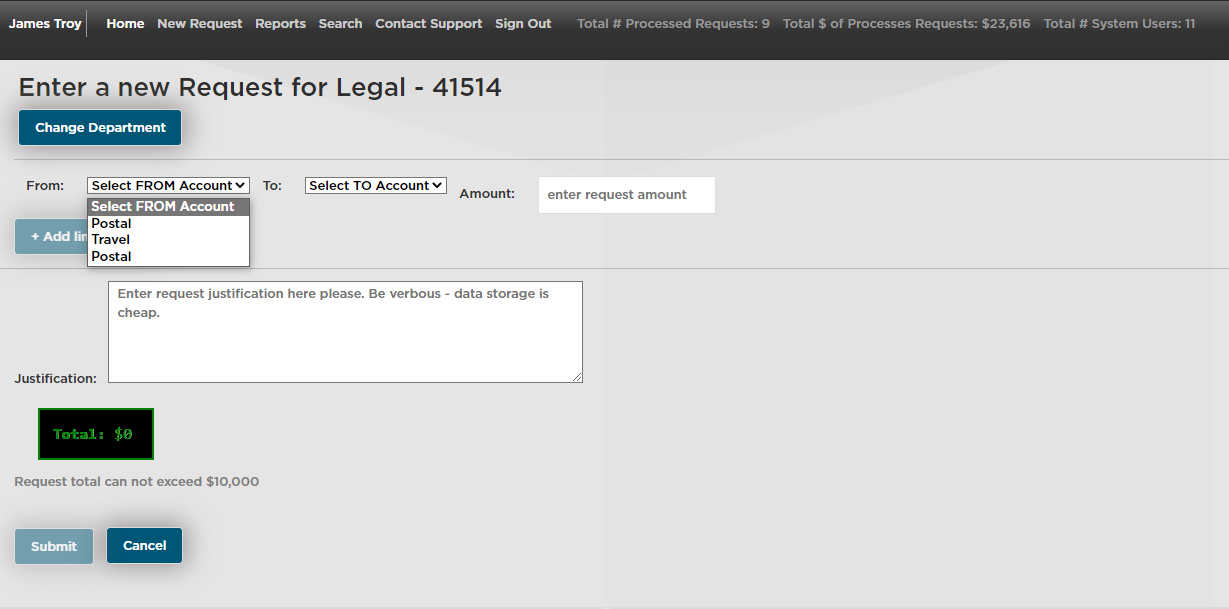 James Troy Home New Request Reports Search Contact Support Sign Out Total # Processed Requests: 9 Total $ of Processes Requests: $23,616 Total # System Users: 11
Enter a new Request for Legal - 41514
Change Department
From: Select FROM Account To: Select TO Account Amount: enter request amount
Select FROM Account
Postal
Travel
Postal
+ Add
Enter request justification here please. Be verbous - data storage is
cheap.
Justification:
Total: $0
Request total can not exceed $10,000
Submit Cancel